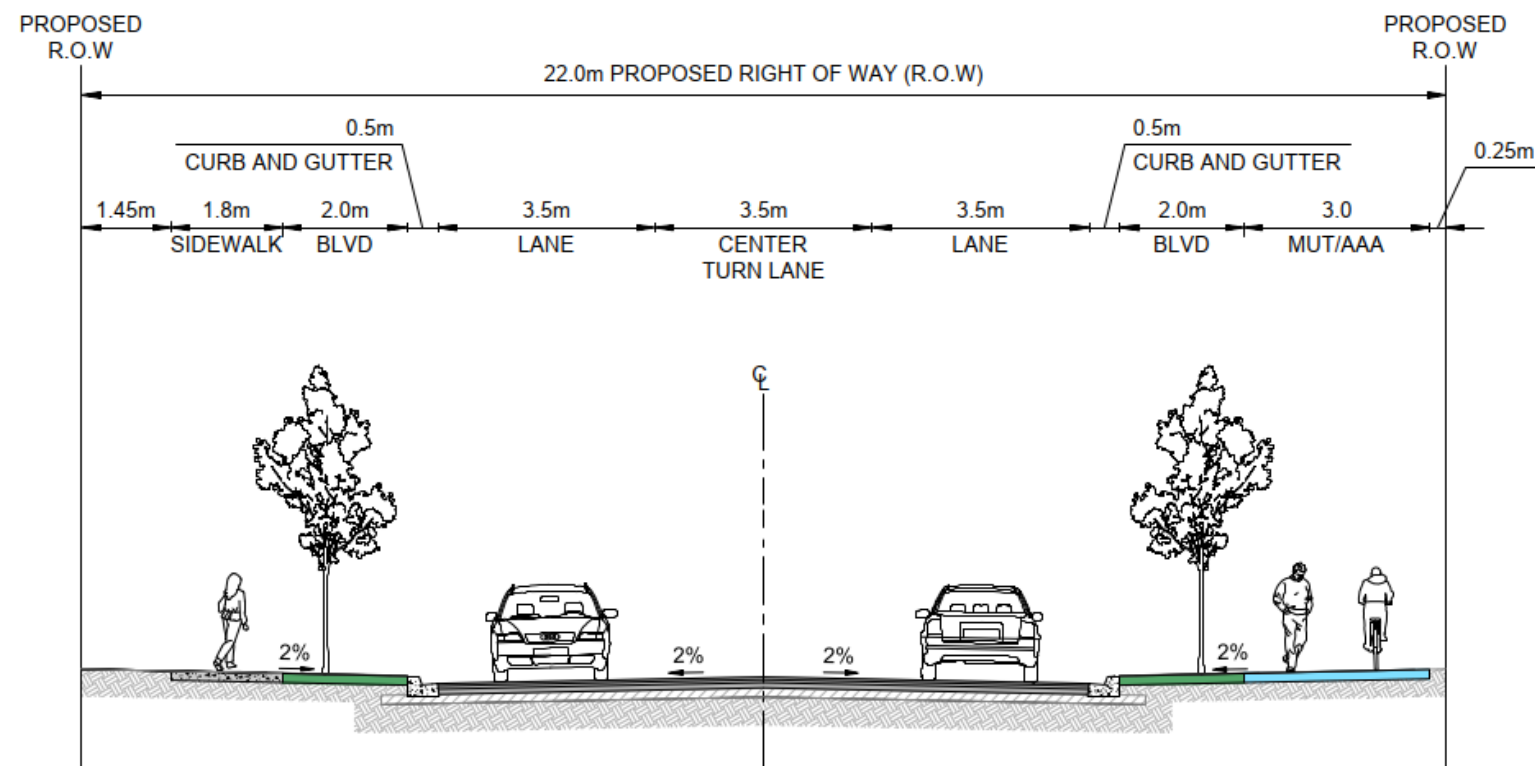 PROPOSED
R.O.W
PROPOSED
R.O.W
22.0m PROPOSED RIGHT OF WAY (R.O.W)
0.5m
CURB AND GUTTER
0.5m
CURB AND GUTTER
0.25m
1.45m 1.8m 2.0m 3.5m 3.5m 3.5m 2.0m 3.0
SIDEWALK BLVD LANE CENTER LANE BLVD MUT/AAA
TURN LANE
CL
2% 2% 2% 2%